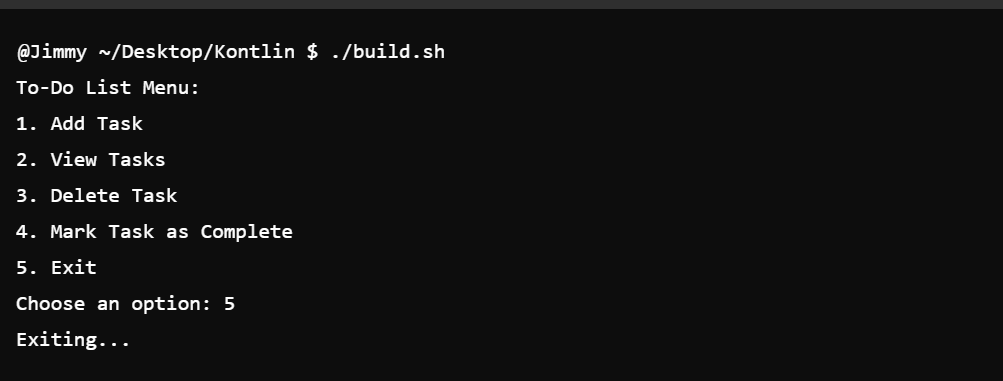 @Jimmy ~/Desktop/Kontlin $ ./build.sh
To-Do List Menu:
1. Add Task
2. View Tasks
3. Delete Task
4. Mark Task as Complete
5. Exit
Choose an option: 5
Exiting...